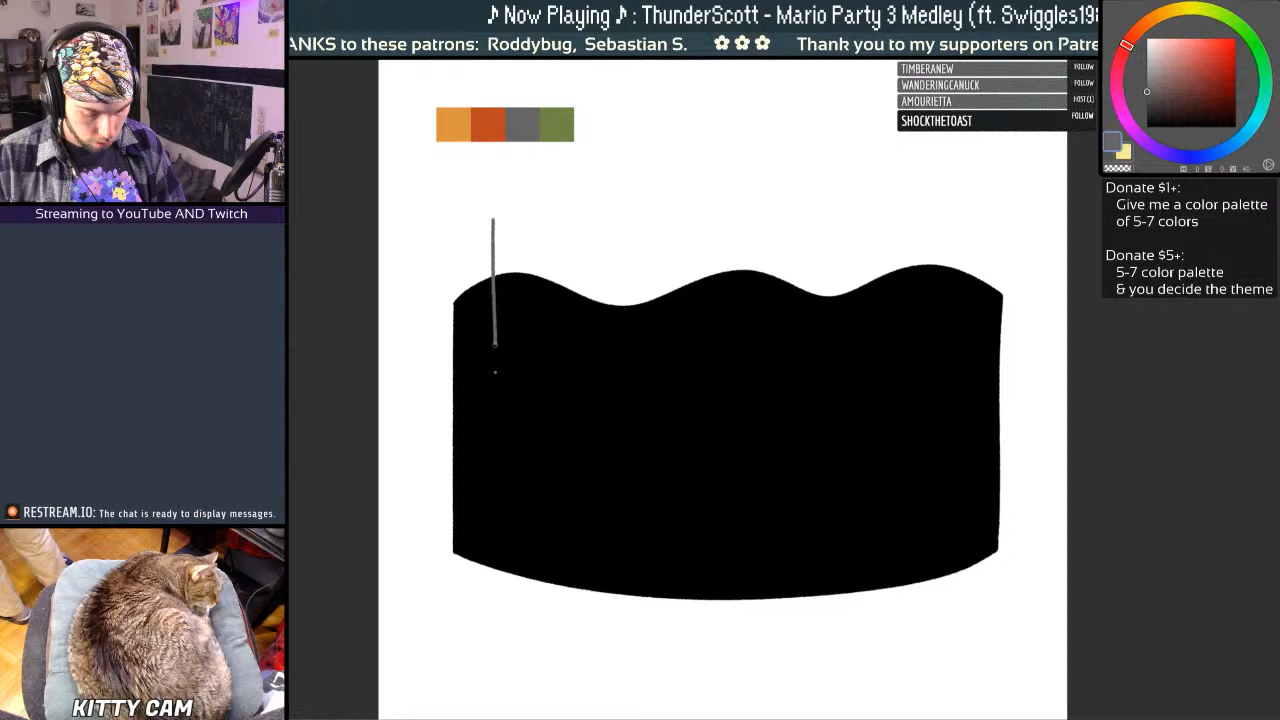 ♪ Now Playing ♪ : ThunderScott - Mario Party 3 Medley (ft. Swiggles19
ANKS to these patrons: Roddybug, Sebastian S. ✿ ✿ ✿ Thank you to my supporters on Patre
TIMBERANEW FOLLOW
WANDERINGCANUCK FOLLOW
AMOURIETTA HOST(1)
SHOCKTHETOAST FOLLOW
Donate $1+:
Give me a color palette
of 5-7 colors
Donate $5+:
5-7 color palette
& you decide the theme
Streaming to YouTube AND Twitch
RESTREAM.IO: The chat is ready to display messages.
KITTY CAM